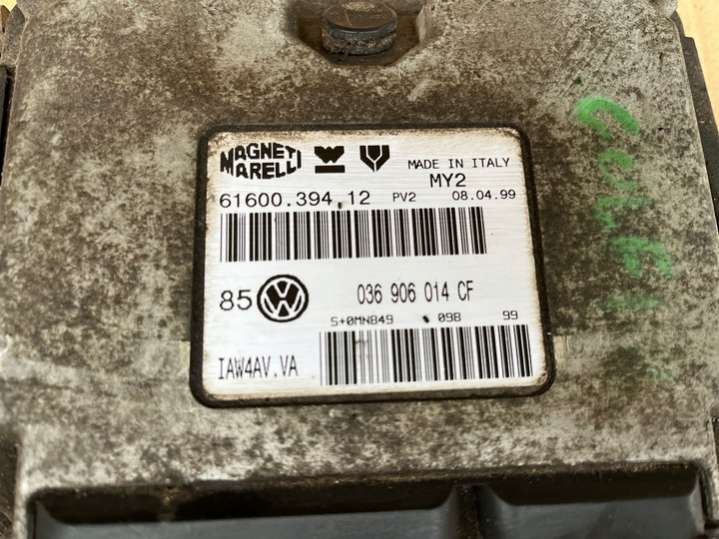 MAGNETI MARELLI
MADE IN ITALY
MY2
61600.394.12 PV2 08.04.99
85 VW 036 906 014 CF
S+0MN849 098 99
IAW4AV.VA